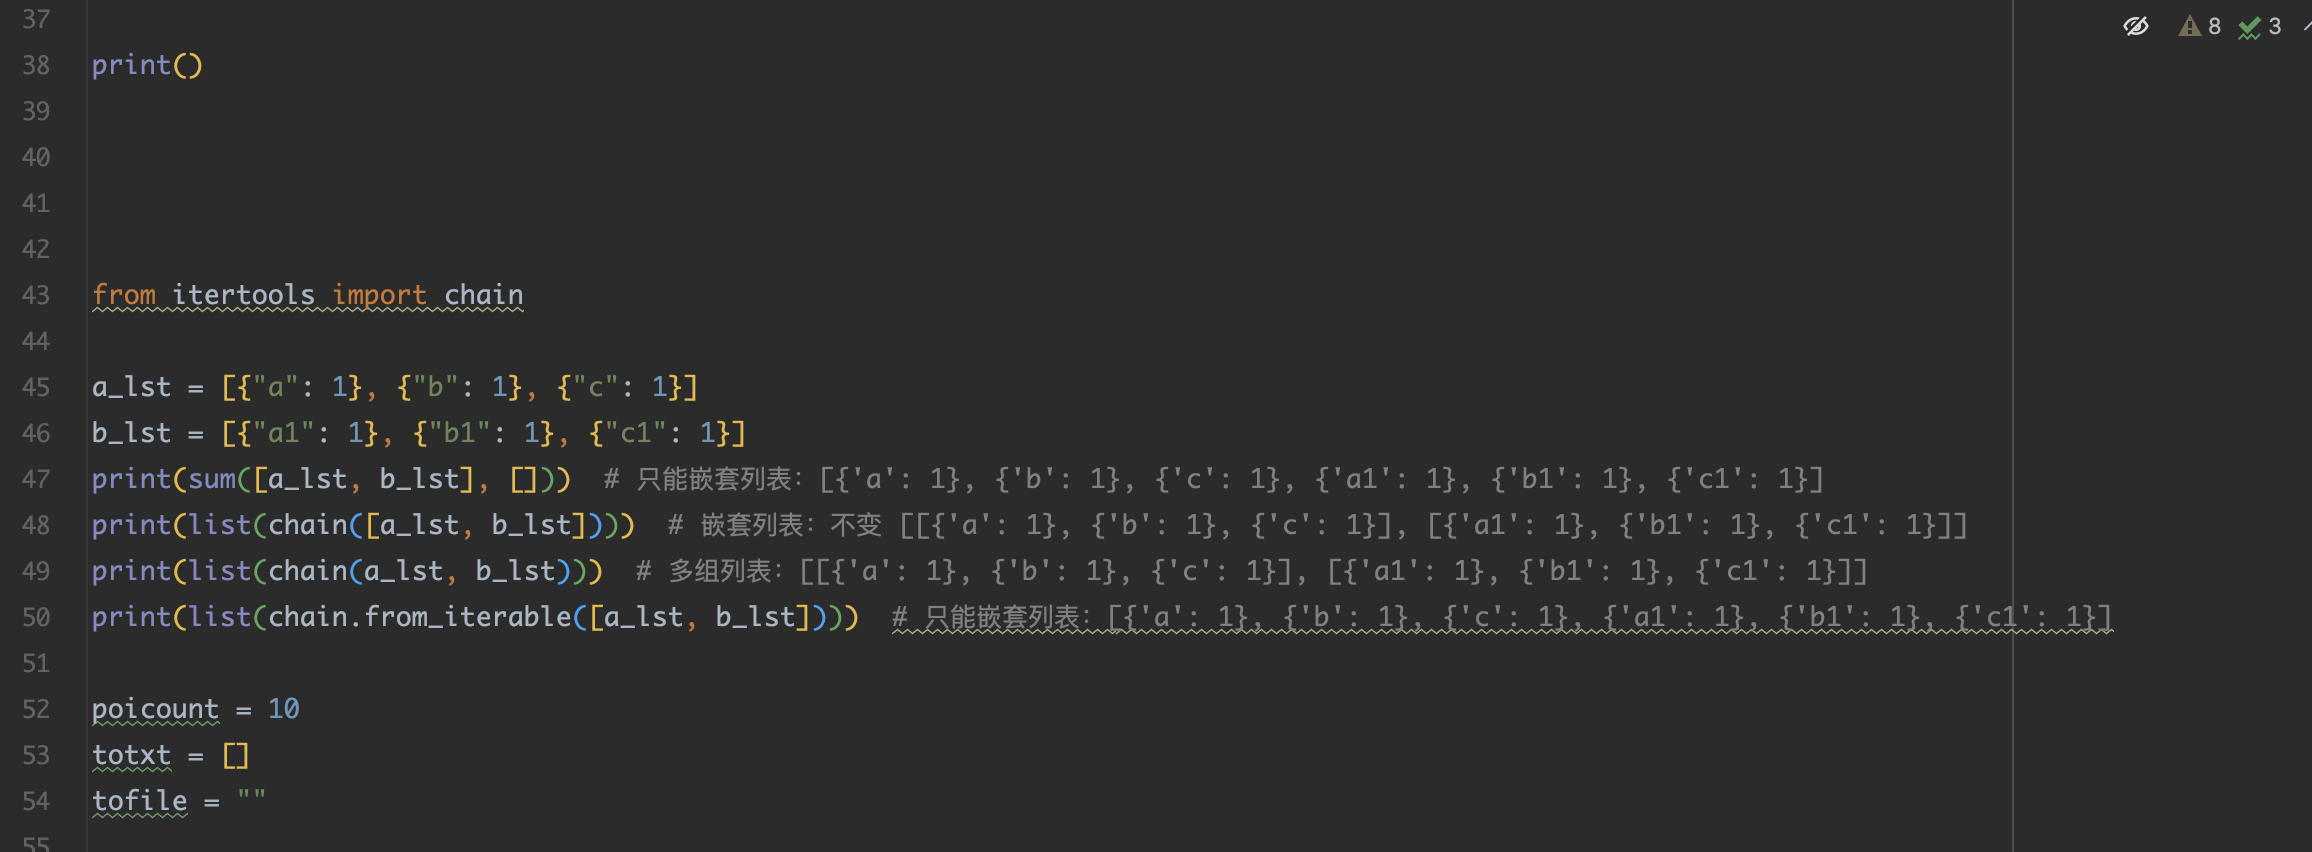 37
38 print()
39
40
41
42
43 from itertools import chain
44
45 a_lst = [{"a": 1}, {"b": 1}, {"c": 1}]
46 b_lst = [{"a1": 1}, {"b1": 1}, {"c1": 1}]
47 print(sum([a_lst, b_lst], []))  # 只能嵌套列表：[{'a': 1}, {'b': 1}, {'c': 1}, {'a1': 1}, {'b1': 1}, {'c1': 1}]
48 print(list(chain([a_lst, b_lst])))  # 嵌套列表：不变 [[{'a': 1}, {'b': 1}, {'c': 1}], [{'a1': 1}, {'b1': 1}, {'c1': 1}]]
49 print(list(chain(a_lst, b_lst)))  # 多组列表：[[{'a': 1}, {'b': 1}, {'c': 1}], [{'a1': 1}, {'b1': 1}, {'c1': 1}]]
50 print(list(chain.from_iterable([a_lst, b_lst])))  # 只能嵌套列表：[{'a': 1}, {'b': 1}, {'c': 1}, {'a1': 1}, {'b1': 1}, {'c1': 1}]
51
52 poicount = 10
53 totxt = []
54 tofile = ""
55
8 3